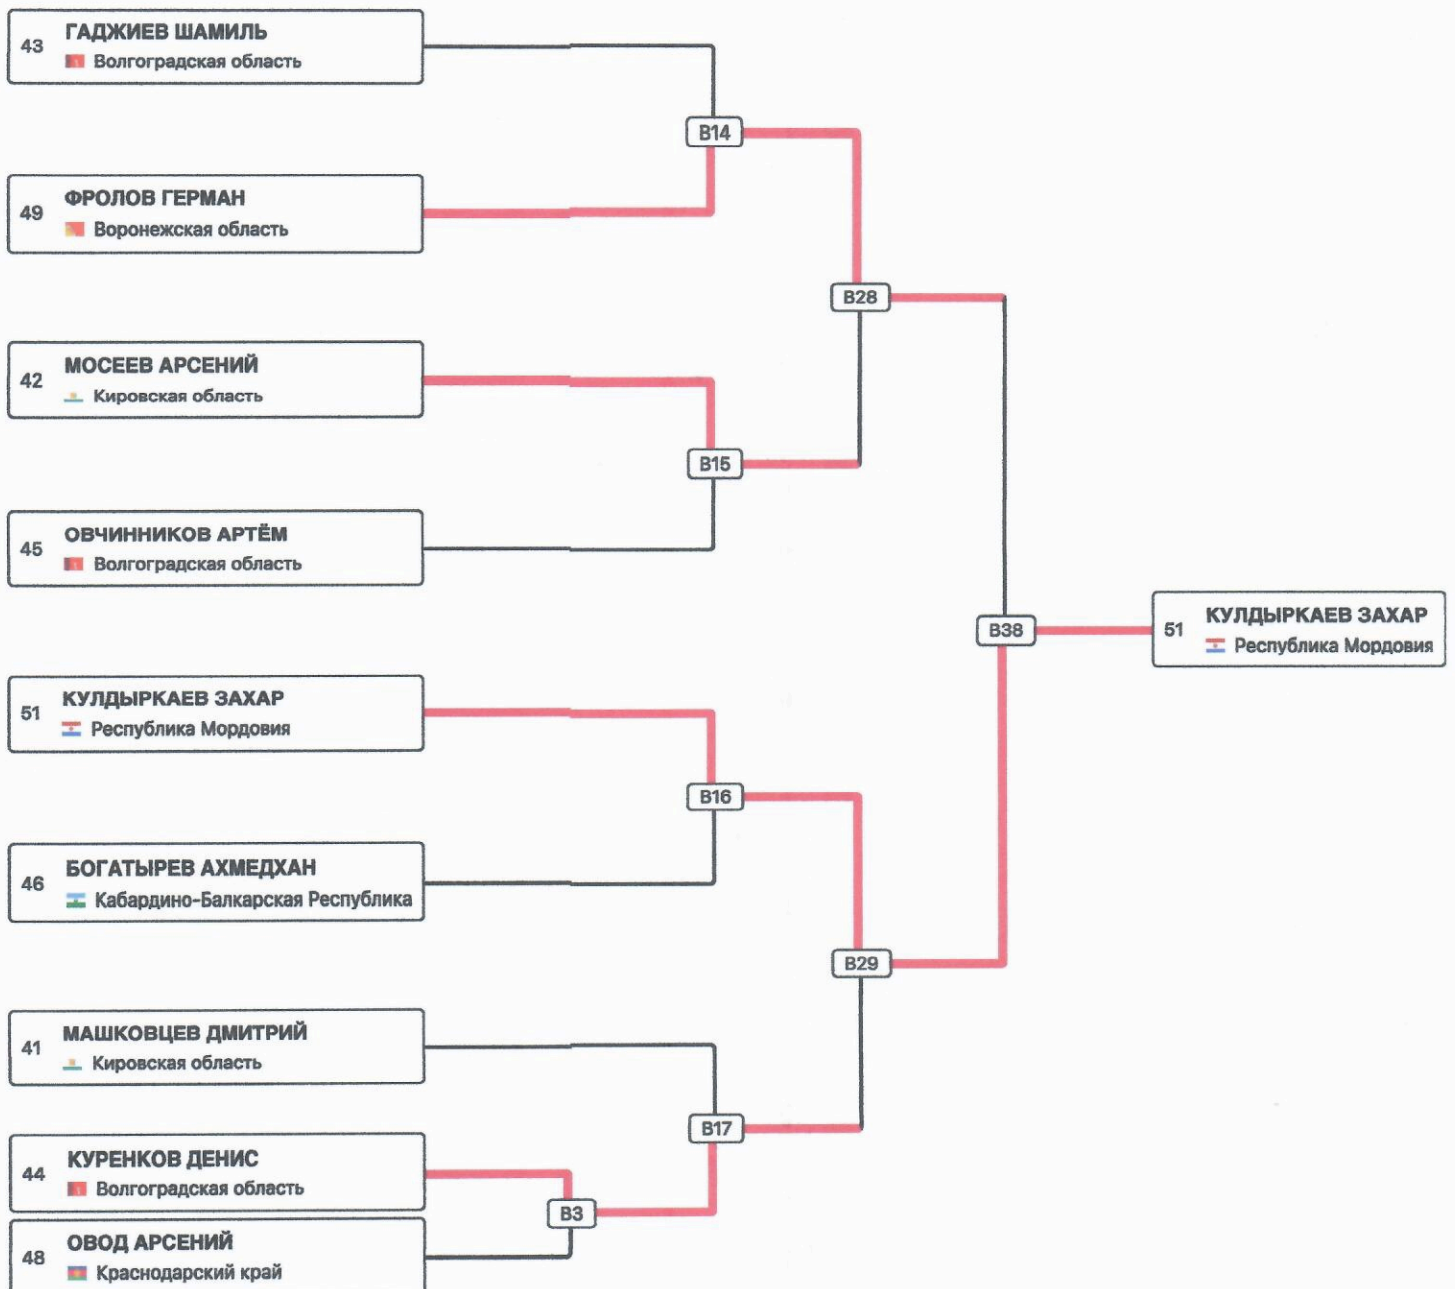 43 ГАДЖИЕВ ШАМИЛЬ
Волгоградская область
B14
49 ФРОЛОВ ГЕРМАН
Воронежская область
B28
42 МОСЕЕВ АРСЕНИЙ
Кировская область
B15
45 ОВЧИННИКОВ АРТЁМ
Волгоградская область
B38
51 КУЛДЫРКАЕВ ЗАХАР
Республика Мордовия
51 КУЛДЫРКАЕВ ЗАХАР
Республика Мордовия
B16
46 БОГАТЫРЕВ АХМЕДХАН
Кабардино-Балкарская Республика
B29
41 МАШКОВЦЕВ ДМИТРИЙ
Кировская область
B17
44 КУРЕНКОВ ДЕНИС
Волгоградская область
B3
48 ОВОД АРСЕНИЙ
Краснодарский край